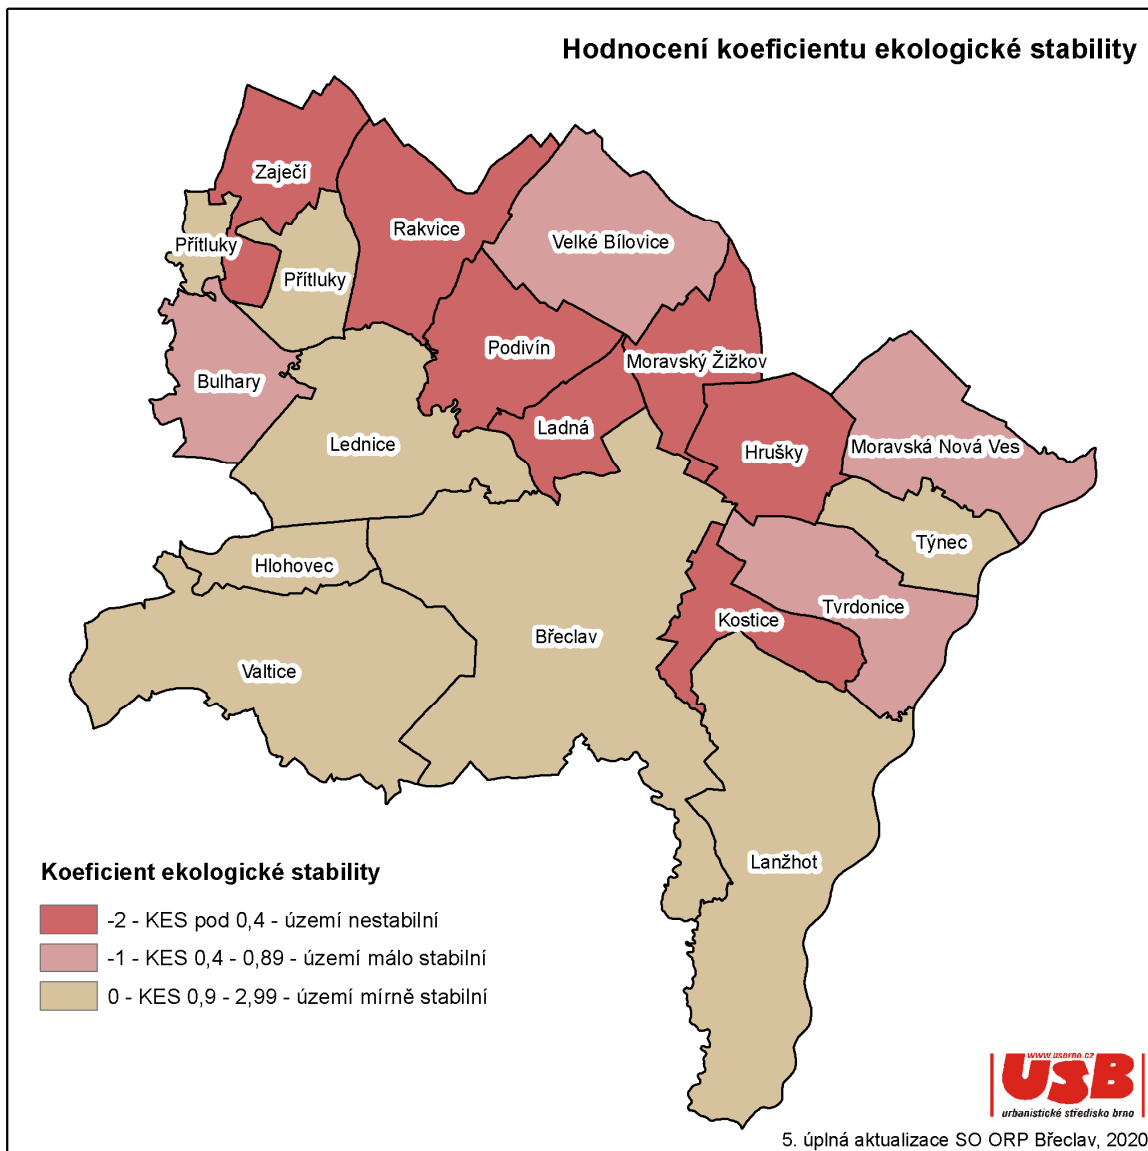 Hodnocení koeficientu ekologické stability
Zaječí
Rakvice
Přítluky
Velké Bílovice
Přítluky
Podivín
Moravský Žižkov
Bulhary
Ladná
Lednice
Hrušky
Moravská Nová Ves
Týnec
Hlohovec
Tvrdonice
Kostice
Břeclav
Valtice
Lanžhot
Koeficient ekologické stability
-2 - KES pod 0,4 - území nestabilní
-1 - KES 0,4 - 0,89 - území málo stabilní
0 - KES 0,9 - 2,99 - území mírně stabilní
www.usbrno.cz
USB
urbanistické středisko brno
5. úplná aktualizace SO ORP Břeclav, 2020